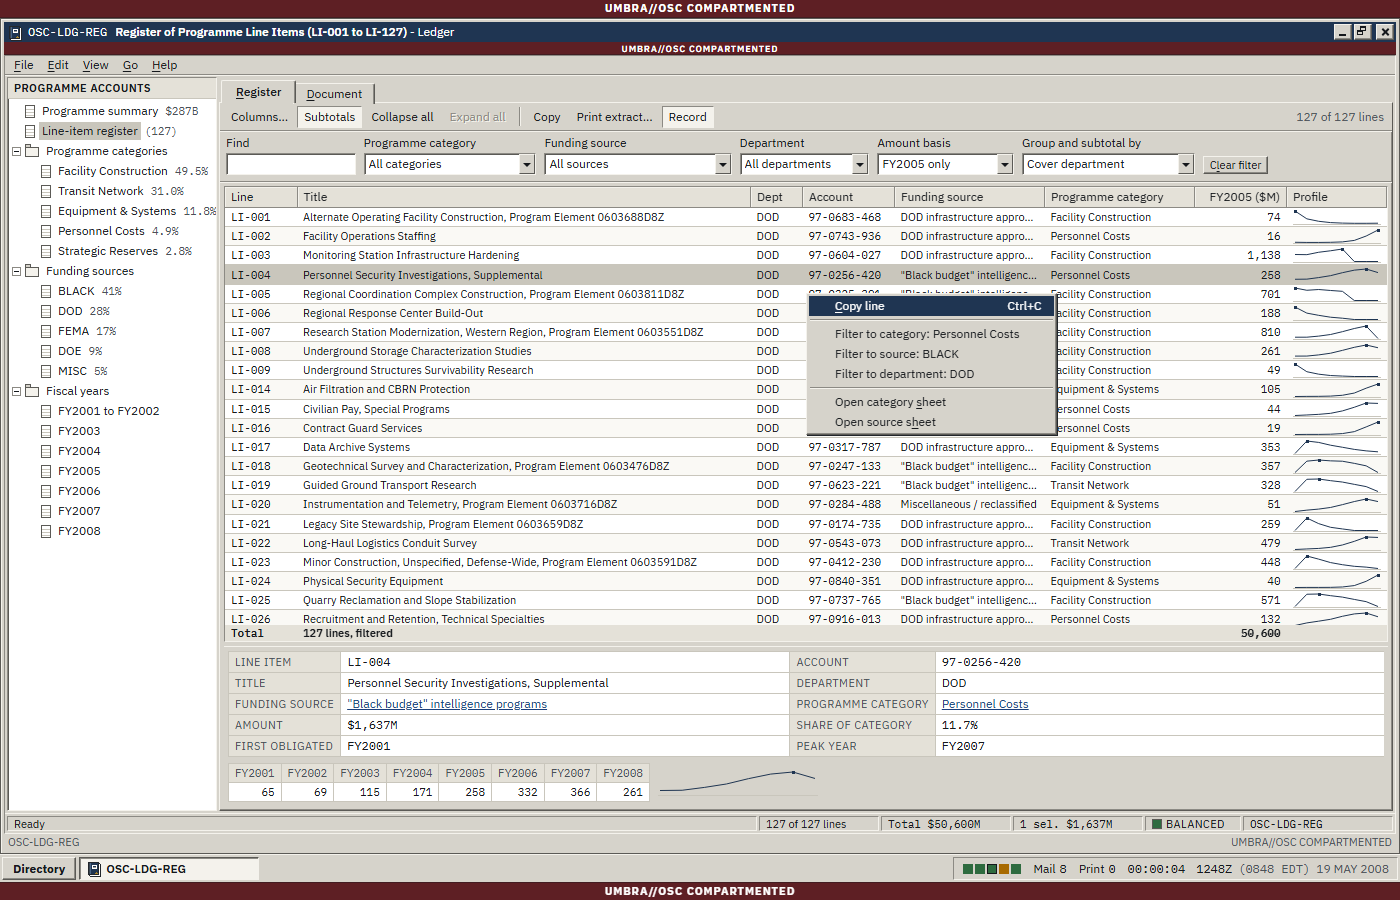 UMBRA//OSC COMPARTMENTED
OSC-LDG-REG Register of Programme Line Items (LI-001 to LI-127) - Ledger
UMBRA//OSC COMPARTMENTED
File Edit View Go Help
PROGRAMME ACCOUNTS
Programme summary $287B
Line-item register (127)
Programme categories
Facility Construction 49.5%
Transit Network 31.0%
Equipment & Systems 11.8%
Personnel Costs 4.9%
Strategic Reserves 2.8%
Funding sources
BLACK 41%
DOD 28%
FEMA 17%
DOE 9%
MISC 5%
Fiscal years
FY2001 to FY2002
FY2003
FY2004
FY2005
FY2006
FY2007
FY2008
Register Document
Columns... Subtotals Collapse all Expand all Copy Print extract... Record 127 of 127 lines
Find Programme category Funding source Department Amount basis Group and subtotal by
All categories All sources All departments FY2005 only Cover department Clear filter
Line Title Dept Account Funding source Programme category FY2005 ($M) Profile
LI-001 Alternate Operating Facility Construction, Program Element 0603688D8Z DOD 97-0683-468 DOD infrastructure appro... Facility Construction 74
LI-002 Facility Operations Staffing DOD 97-0743-936 DOD infrastructure appro... Personnel Costs 16
LI-003 Monitoring Station Infrastructure Hardening DOD 97-0604-027 DOD infrastructure appro... Facility Construction 1,138
LI-004 Personnel Security Investigations, Supplemental DOD 97-0256-420 "Black budget" intelligenc... Personnel Costs 258
LI-005 Regional Coordination Complex Construction, Program Element 0603811D8Z DOD Facility Construction 701
LI-006 Regional Response Center Build-Out DOD acility Construction 188
LI-007 Research Station Modernization, Western Region, Program Element 0603551D8Z DOD acility Construction 810
LI-008 Underground Storage Characterization Studies DOD acility Construction 261
LI-009 Underground Structures Survivability Research DOD acility Construction 49
LI-014 Air Filtration and CBRN Protection DOD quipment & Systems 105
LI-015 Civilian Pay, Special Programs DOD ersonnel Costs 44
LI-016 Contract Guard Services DOD ersonnel Costs 19
LI-017 Data Archive Systems DOD 97-0317-787 DOD infrastructure appro... Equipment & Systems 353
LI-018 Geotechnical Survey and Characterization, Program Element 0603476D8Z DOD 97-0247-133 "Black budget" intelligenc... Facility Construction 357
LI-019 Guided Ground Transport Research DOD 97-0623-221 "Black budget" intelligenc... Transit Network 328
LI-020 Instrumentation and Telemetry, Program Element 0603716D8Z DOD 97-0284-488 Miscellaneous / reclassified Equipment & Systems 51
LI-021 Legacy Site Stewardship, Program Element 0603659D8Z DOD 97-0174-735 DOD infrastructure appro... Facility Construction 259
LI-022 Long-Haul Logistics Conduit Survey DOD 97-0543-073 DOD infrastructure appro... Transit Network 479
LI-023 Minor Construction, Unspecified, Defense-Wide, Program Element 0603591D8Z DOD 97-0412-230 DOD infrastructure appro... Facility Construction 448
LI-024 Physical Security Equipment DOD 97-0840-351 DOD infrastructure appro... Equipment & Systems 40
LI-025 Quarry Reclamation and Slope Stabilization DOD 97-0737-765 "Black budget" intelligenc... Facility Construction 571
LI-026 Recruitment and Retention, Technical Specialties DOD 97-0916-013 DOD infrastructure appro... Personnel Costs 132
Total 127 lines, filtered 50,600
Copy line Ctrl+C
Filter to category: Personnel Costs
Filter to source: BLACK
Filter to department: DOD
Open category sheet
Open source sheet
LINE ITEM LI-004 ACCOUNT 97-0256-420
TITLE Personnel Security Investigations, Supplemental DEPARTMENT DOD
FUNDING SOURCE "Black budget" intelligence programs PROGRAMME CATEGORY Personnel Costs
AMOUNT $1,637M SHARE OF CATEGORY 11.7%
FIRST OBLIGATED FY2001 PEAK YEAR FY2007
FY2001 FY2002 FY2003 FY2004 FY2005 FY2006 FY2007 FY2008
65 69 115 171 258 332 366 261
Ready 127 of 127 lines Total $50,600M 1 sel. $1,637M BALANCED OSC-LDG-REG
OSC-LDG-REG UMBRA//OSC COMPARTMENTED
Directory OSC-LDG-REG Mail 8 Print 0 00:00:04 1248Z (0848 EDT) 19 MAY 2008
UMBRA//OSC COMPARTMENTED